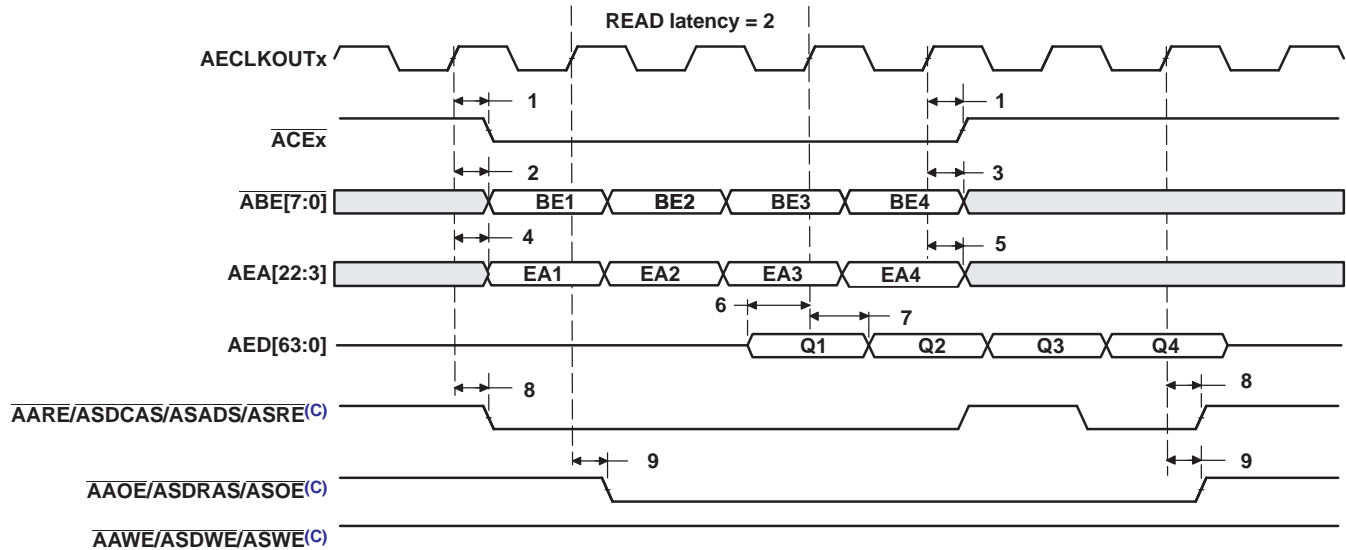 READ latency = 2
AECLKOUTx
1 1
ACEx
2 3
ABE[7:0] BE1 BE2 BE3 BE4
4 5
AEA[22:3] EA1 EA2 EA3 EA4
6 7
AED[63:0] Q1 Q2 Q3 Q4
8 8
AARE/ASDCAS/ASADS/ASRE(C)
9 9
AAOE/ASDRAS/ASOE(C)
AAWE/ASDWE/ASWE(C)